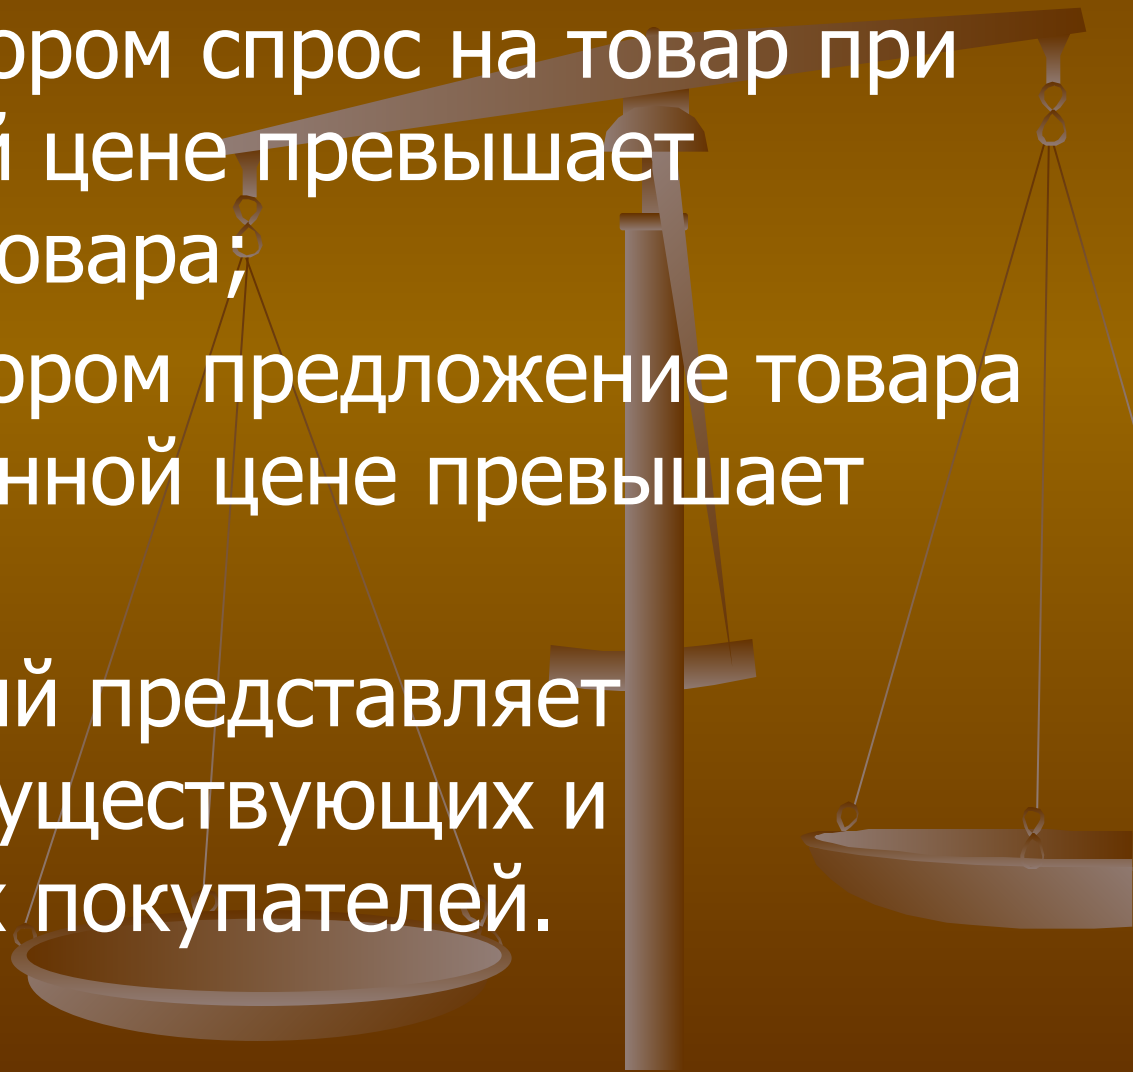 ором спрос на товар при
й цене превышает
овара;
ором предложение товара
нной цене превышает
ий представляет
уществующих и
х покупателей.